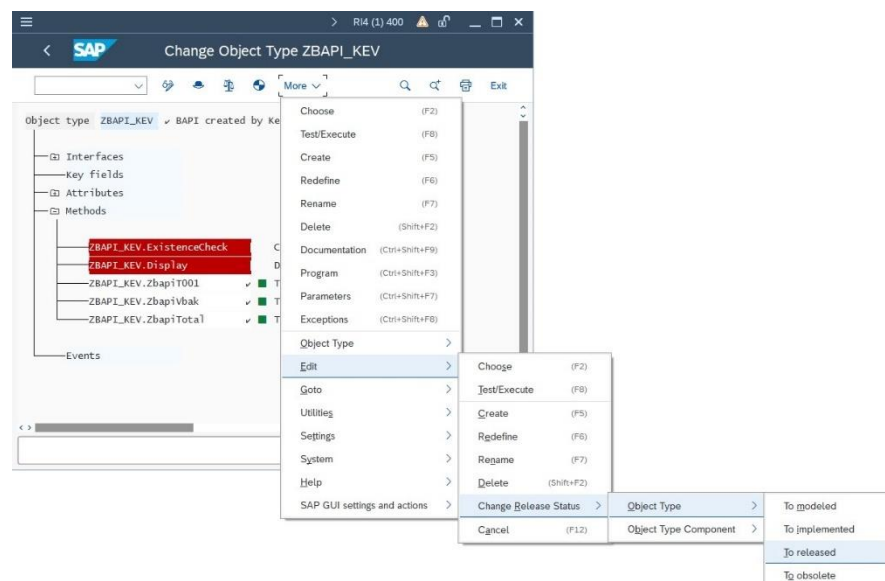 RI4 (1) 400
SAP Change Object Type ZBAPI_KEV
More Exit
Object type ZBAPI_KEV BAPI created by Ke
Interfaces
Key fields
Attributes
Methods
ZBAPI_KEV.ExistenceCheck C
ZBAPI_KEV.Display D
ZBAPI_KEV.ZbapiT001 T
ZBAPI_KEV.ZbapiVbak T
ZBAPI_KEV.ZbapiTotal T
Events
Choose (F2)
Test/Execute (F8)
Create (F5)
Redefine (F6)
Rename (F7)
Delete (Shift+F2)
Documentation (Ctrl+Shift+F9)
Program (Ctrl+Shift+F3)
Parameters (Ctrl+Shift+F7)
Exceptions (Ctrl+Shift+F8)
Object Type
Edit
Goto
Utilities
Settings
System
Help
SAP GUI settings and actions
Choose (F2)
Test/Execute (F8)
Create (F5)
Redefine (F6)
Rename (F7)
Delete (Shift+F2)
Change Release Status
Cancel (F12)
Object Type
Object Type Component
To modeled
To implemented
To released
To obsolete